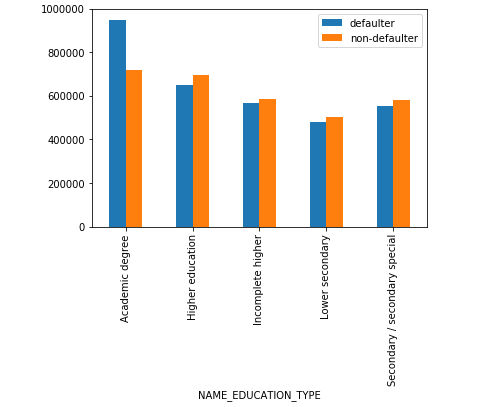 1000000
800000
600000
400000
200000
0
defaulter
non-defaulter
Academic degree
Higher education
Incomplete higher
Lower secondary
Secondary / secondary special
NAME_EDUCATION_TYPE